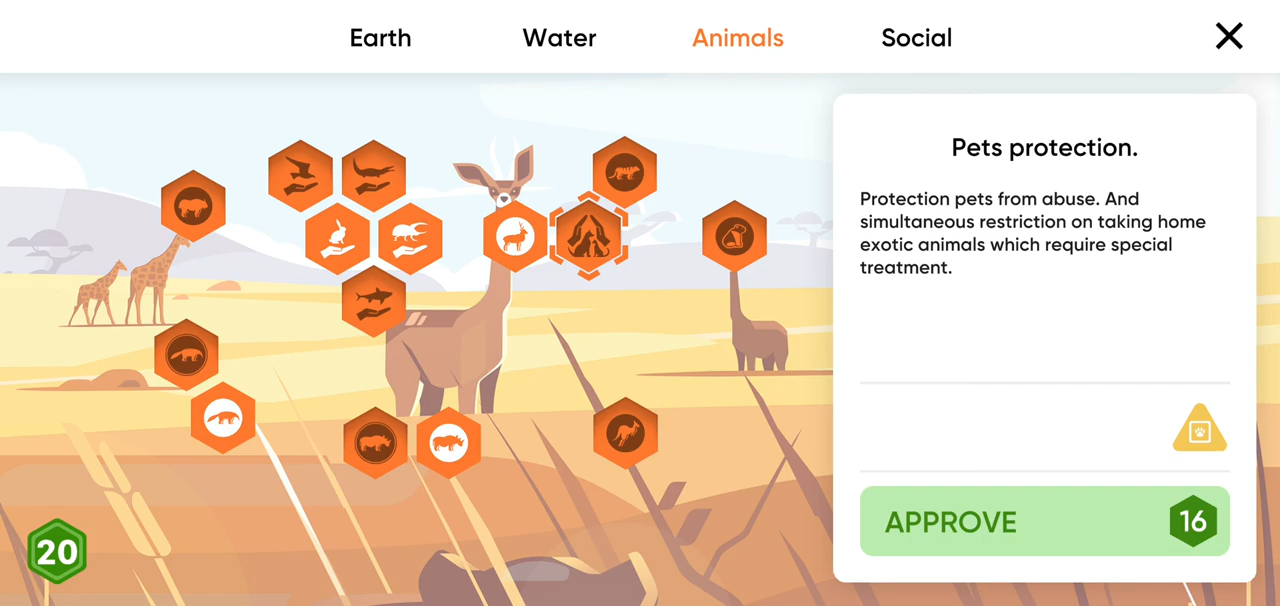 Earth Water Animals Social
Pets protection.
Protection pets from abuse. And
simultaneous restriction on taking home
exotic animals which require special
treatment.
APPROVE 16
20